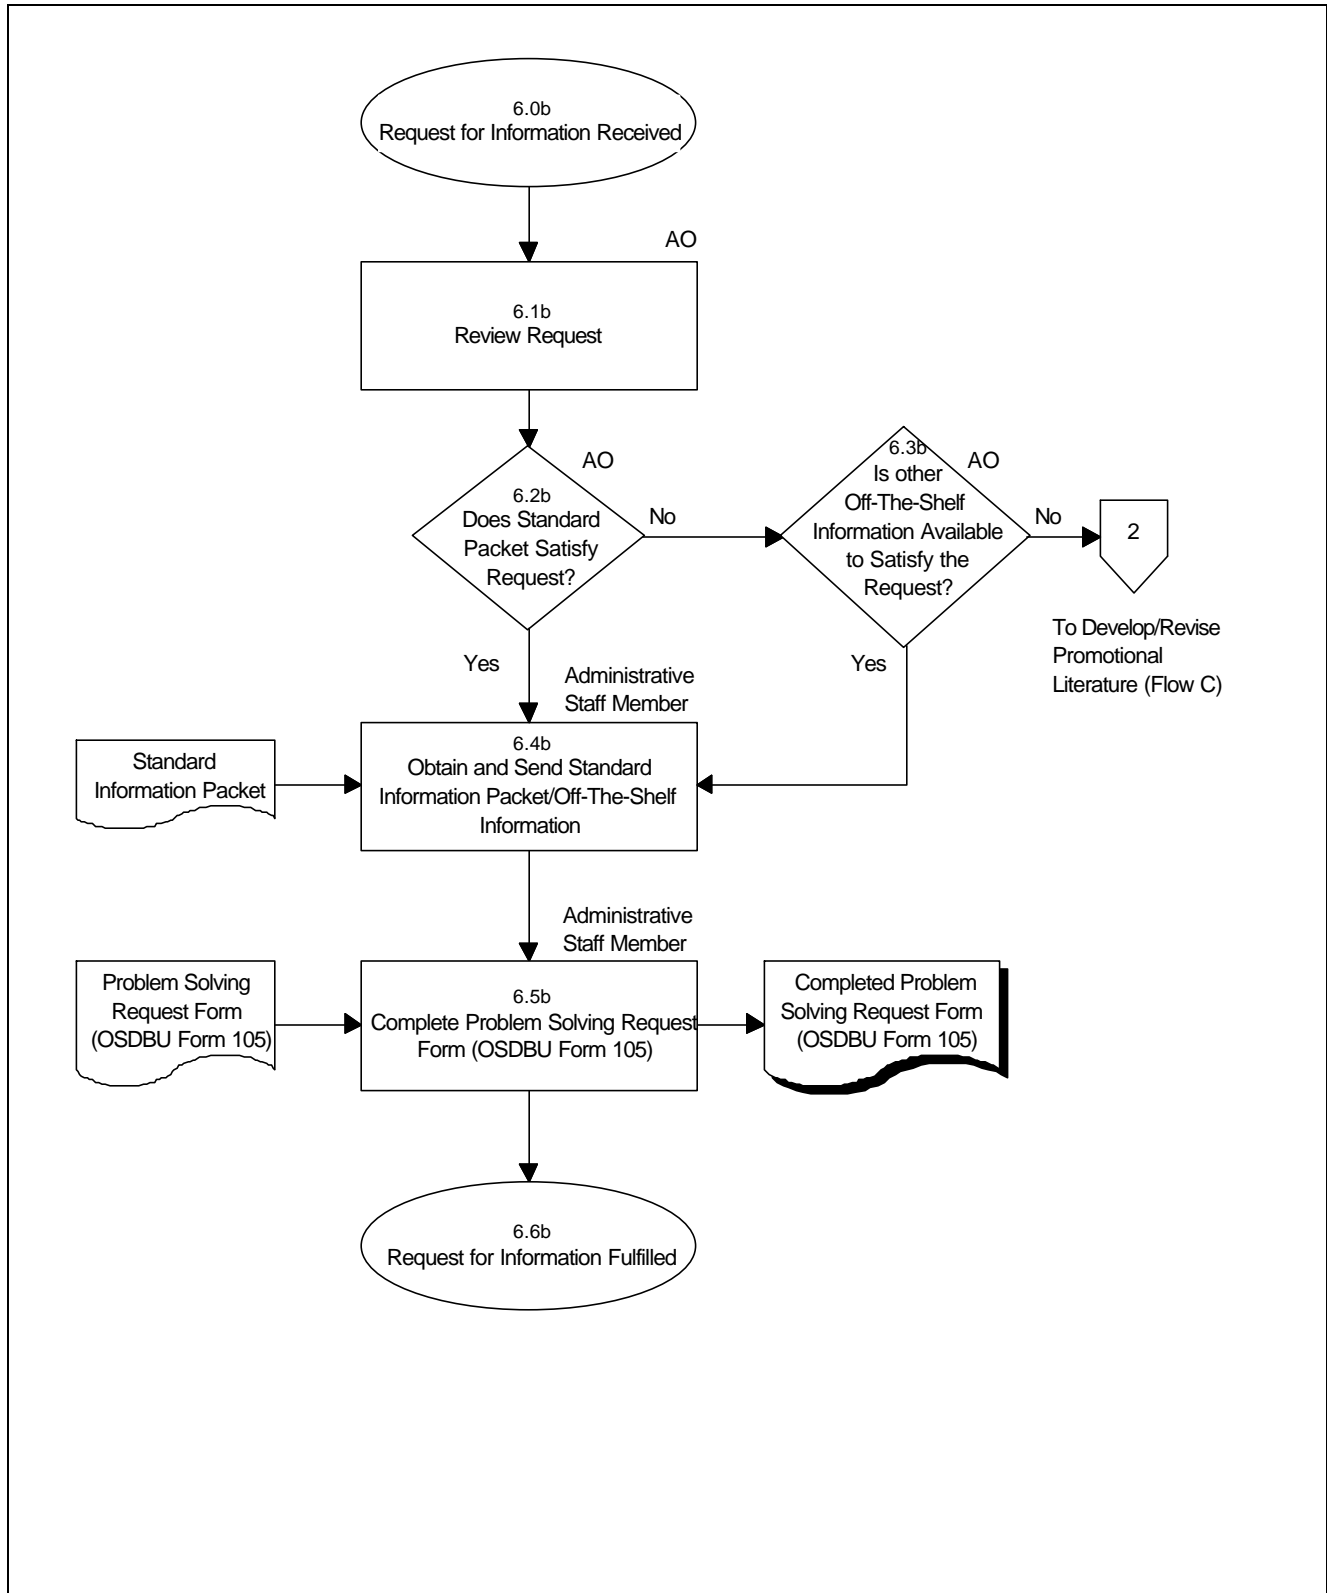 6.0b
Request for Information Received
AO
6.1b
Review Request
AO
6.2b
Does Standard
Packet Satisfy
Request?
No
6.3b
AO
Is other
Off-The-Shelf
Information Available
to Satisfy the
Request?
No
2
To Develop/Revise
Promotional
Literature (Flow C)
Yes
Yes
Administrative
Staff Member
Standard
Information Packet
6.4b
Obtain and Send Standard
Information Packet/Off-The-Shelf
Information
Administrative
Staff Member
Problem Solving
Request Form
(OSDBU Form 105)
6.5b
Complete Problem Solving Request
Form (OSDBU Form 105)
Completed Problem
Solving Request Form
(OSDBU Form 105)
6.6b
Request for Information Fulfilled